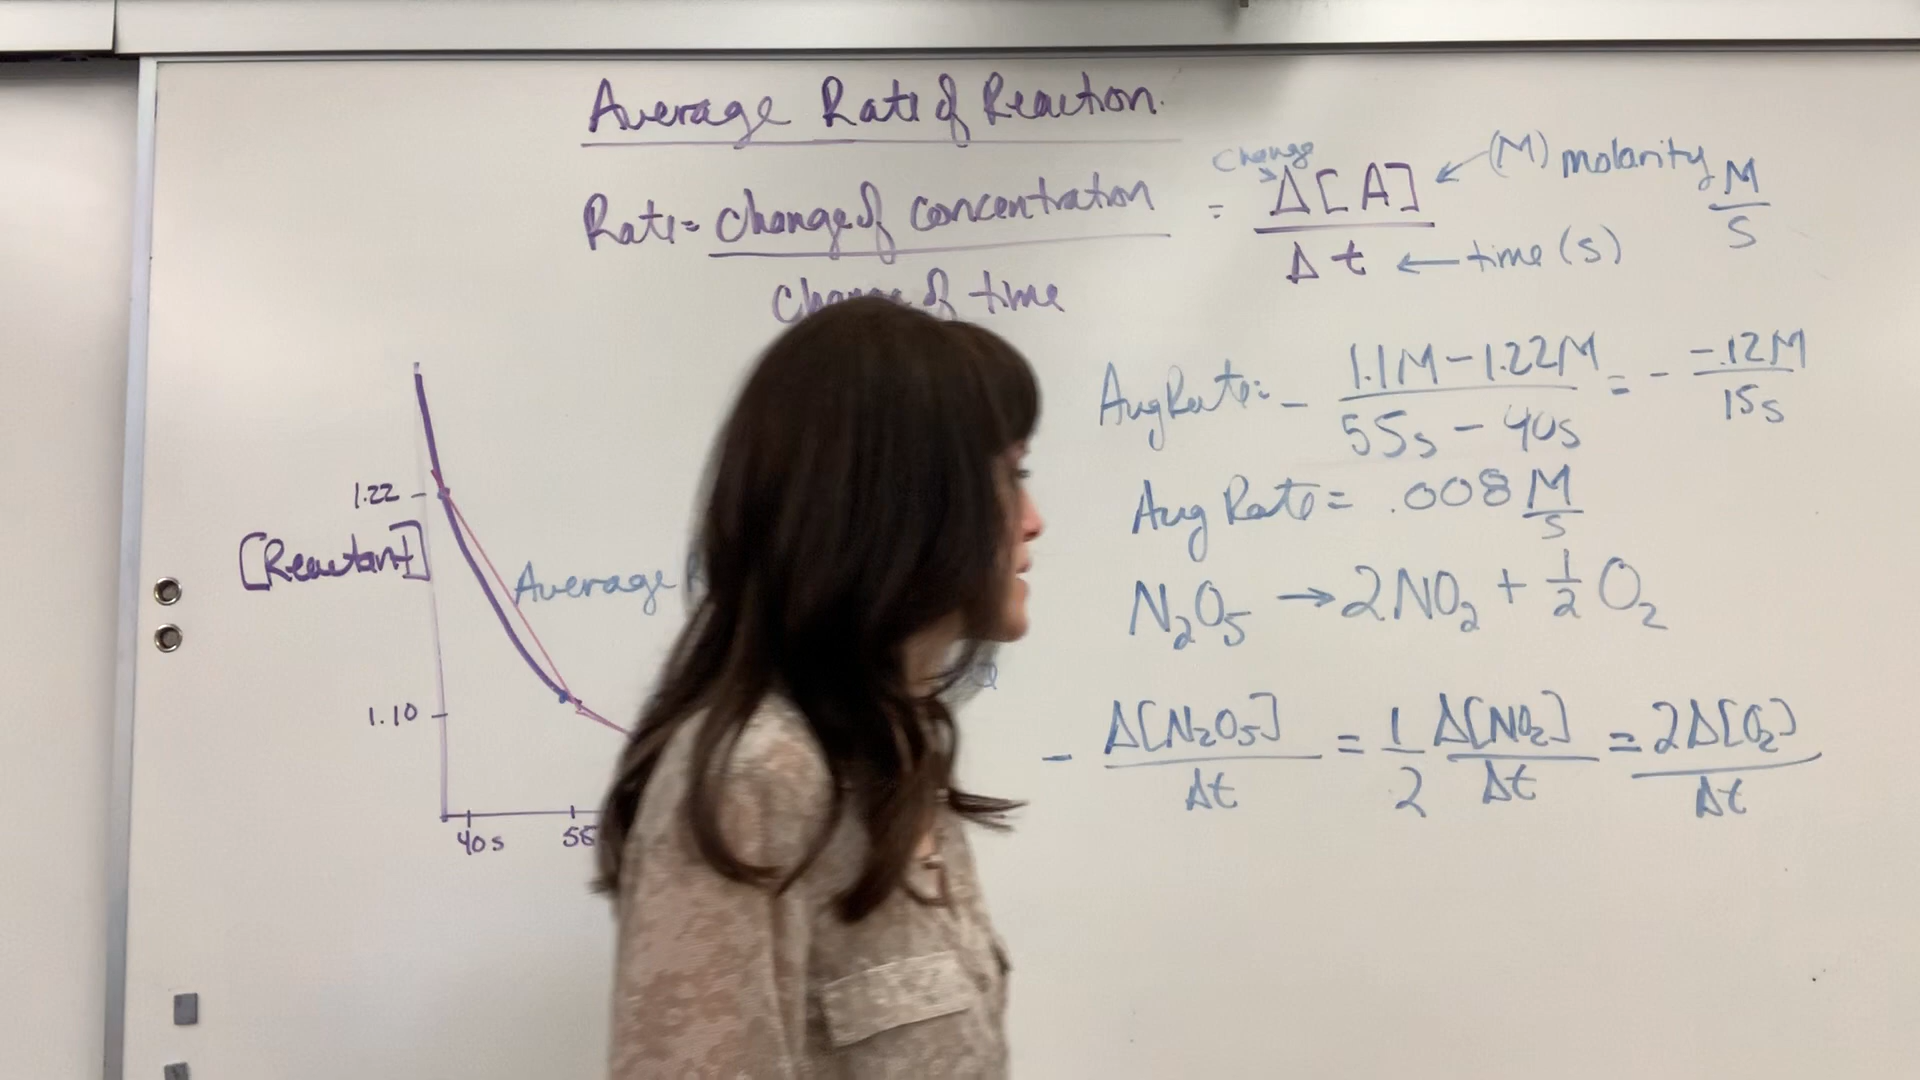 Average Rate of Reaction.
Rate = change of concentration / change of time = Δ[A] / Δt
change
← (M) molarity
← time (s)
M/s
Avg Rate: - 1.1M - 1.22M / 55s - 40s = - -.12M / 15s
Avg Rate = .008 M/s
N₂O₅ → 2NO₂ + 1/2 O₂
- Δ[N₂O₅]/Δt = 1/2 Δ[NO₂]/Δt = 2Δ[O₂]/Δt
1.22
[Reactant]
Average
1.10
40s